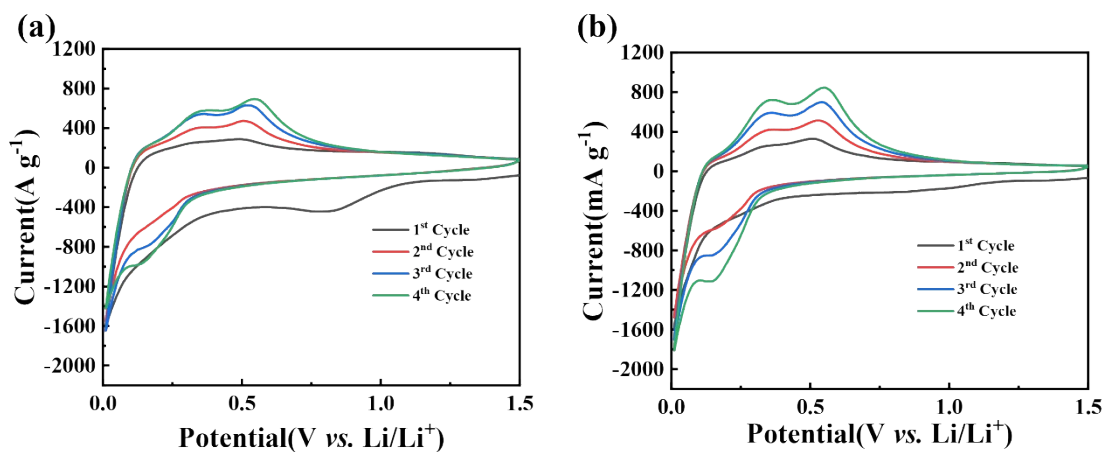 (a)
1200
800
400
0
-400
-800
-1200
-1600
-2000
Current(A g⁻¹)
1ˢᵗ Cycle
2ⁿᵈ Cycle
3ʳᵈ Cycle
4ᵗʰ Cycle
0.0 0.5 1.0 1.5
Potential(V vs. Li/Li⁺)
(b)
1200
800
400
0
-400
-800
-1200
-1600
-2000
Current(mA g⁻¹)
1ˢᵗ Cycle
2ⁿᵈ Cycle
3ʳᵈ Cycle
4ᵗʰ Cycle
0.0 0.5 1.0 1.5
Potential(V vs. Li/Li⁺)